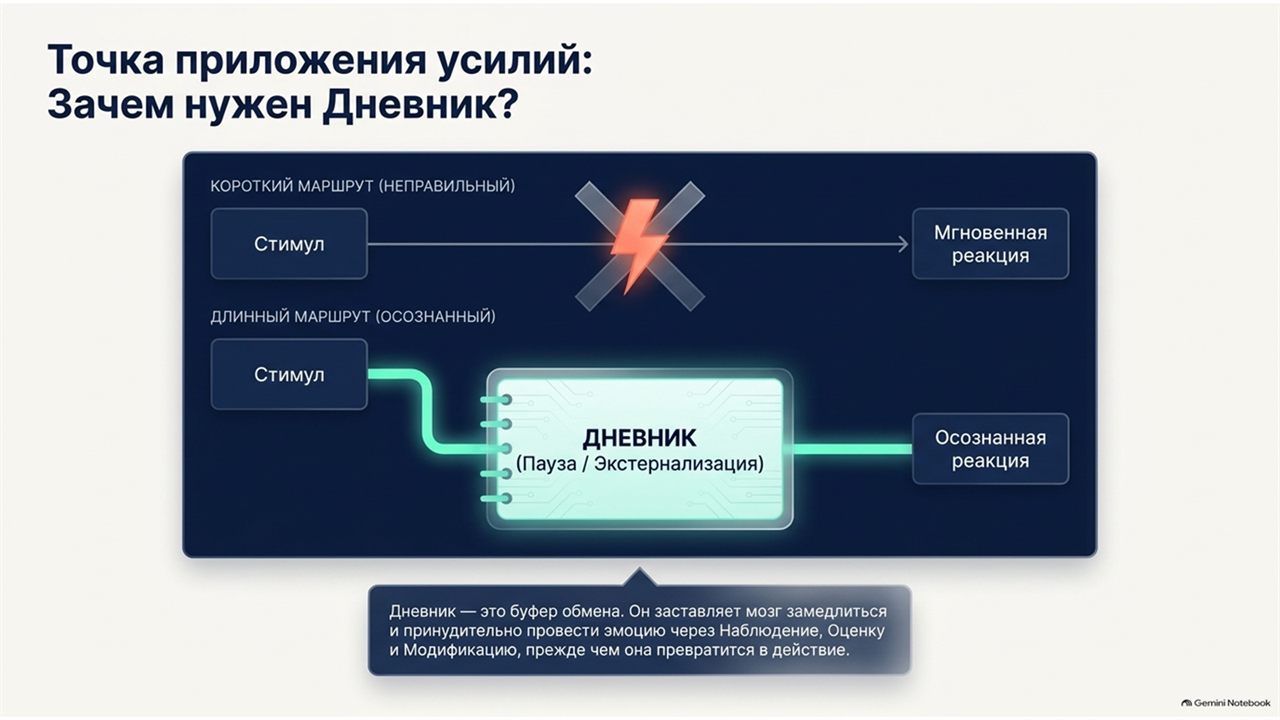 Точка приложения усилий:
Зачем нужен Дневник?
КОРОТКИЙ МАРШРУТ (НЕПРАВИЛЬНЫЙ)
Стимул
Мгновенная
реакция
ДЛИННЫЙ МАРШРУТ (ОСОЗНАННЫЙ)
Стимул
ДНЕВНИК
(Пауза / Экстернализация)
Осознанная
реакция
Дневник — это буфер обмена. Он заставляет мозг замедлиться
и принудительно провести эмоцию через Наблюдение, Оценку
и Модификацию, прежде чем она превратится в действие.
Gemini Notebook